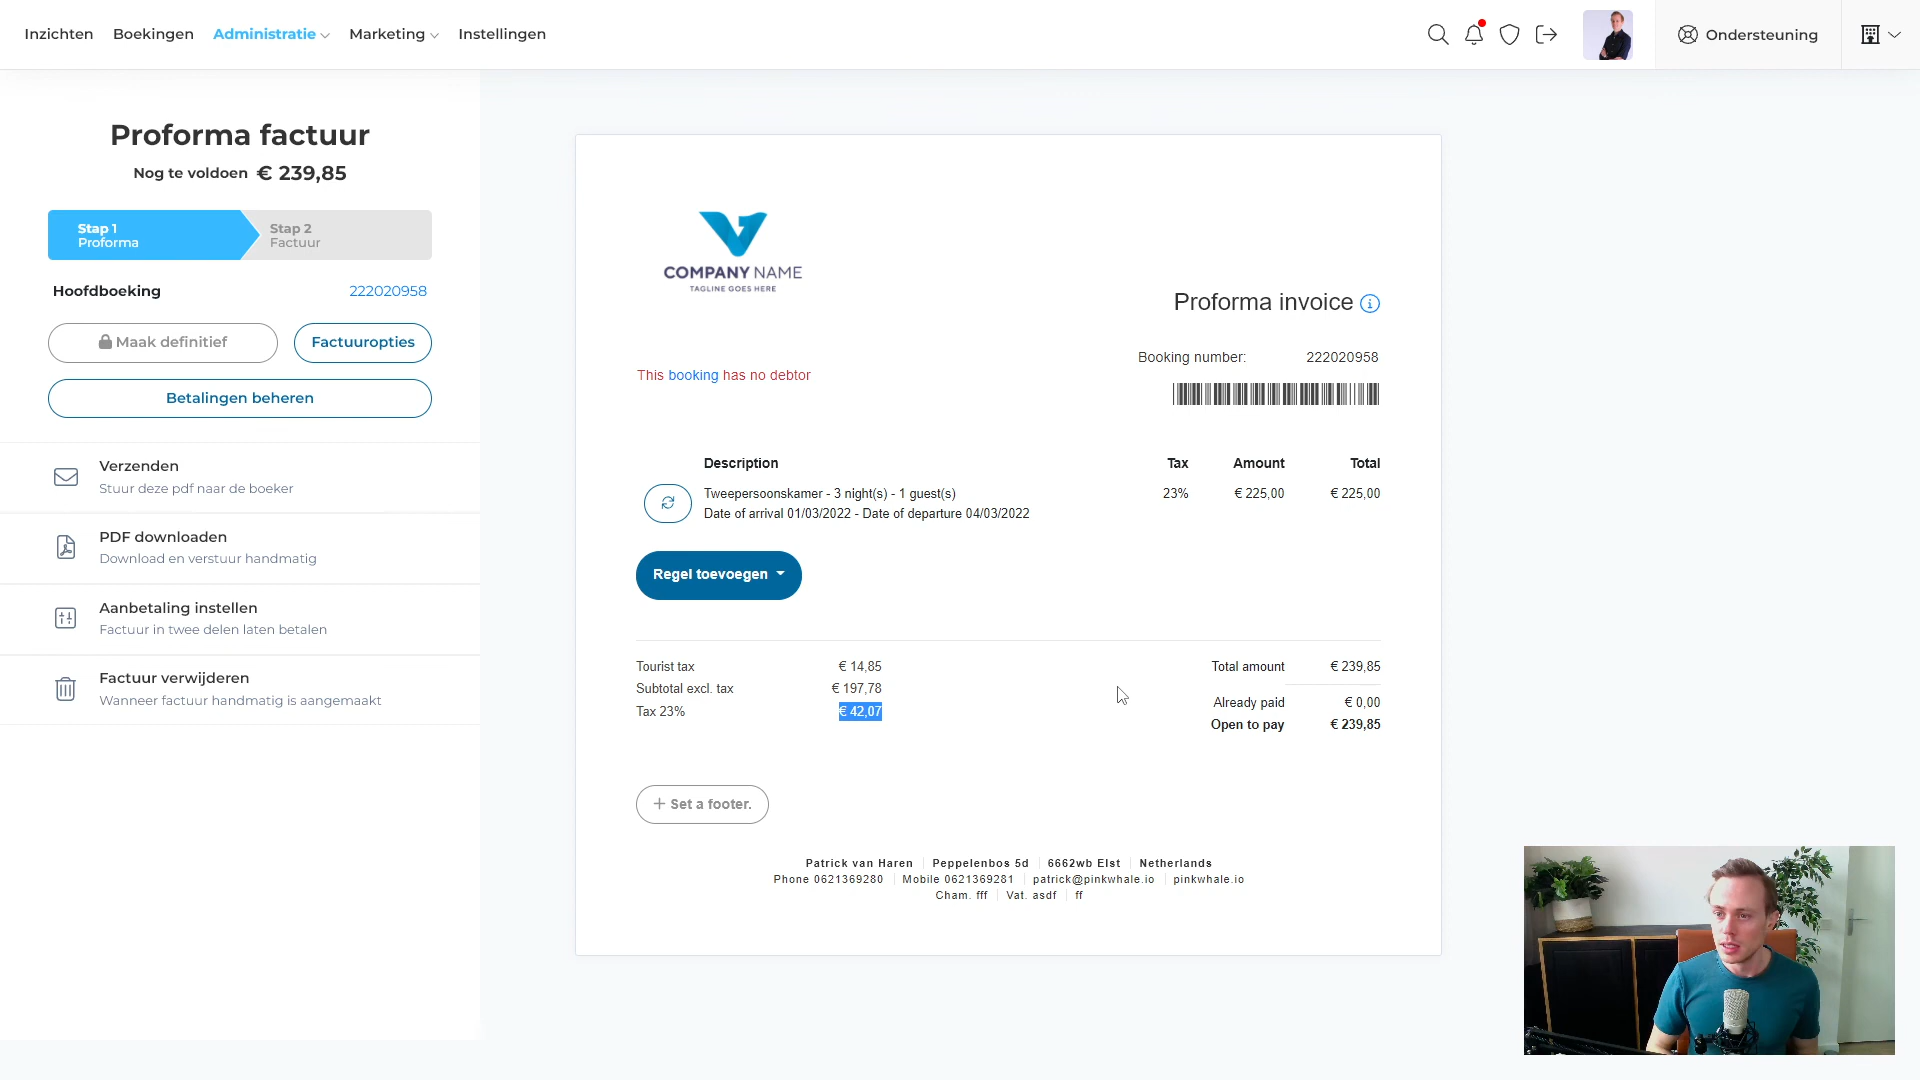 Inzichten Boekingen Administratie Marketing Instellingen Ondersteuning
Proforma factuur
Nog te voldoen € 239,85
Stap 1
Proforma
Stap 2
Factuur
Hoofdboeking 222020958
Maak definitief Factuuropties
Betalingen beheren
Verzenden
Stuur deze pdf naar de boeker
PDF downloaden
Download en verstuur handmatig
Aanbetaling instellen
Factuur in twee delen laten betalen
Factuur verwijderen
Wanneer factuur handmatig is aangemaakt
COMPANY NAME
TAGLINE GOES HERE
Proforma invoice
Booking number: 222020958
This booking has no debtor
Description Tax Amount Total
Tweepersoonskamer - 3 night(s) - 1 guest(s) 23% € 225,00 € 225,00
Date of arrival 01/03/2022 - Date of departure 04/03/2022
Regel toevoegen
Tourist tax € 14,85
Subtotal excl. tax € 197,78
Tax 23% € 42,07
Total amount € 239,85
Already paid € 0,00
Open to pay € 239,85
+ Set a footer.
Patrick van Haren Peppelenbos 5d 6662wb Elst Netherlands
Phone 0621369280 Mobile 0621369281 patrick@pinkwhale.io pinkwhale.io
Cham. fff Vat. asdf ff